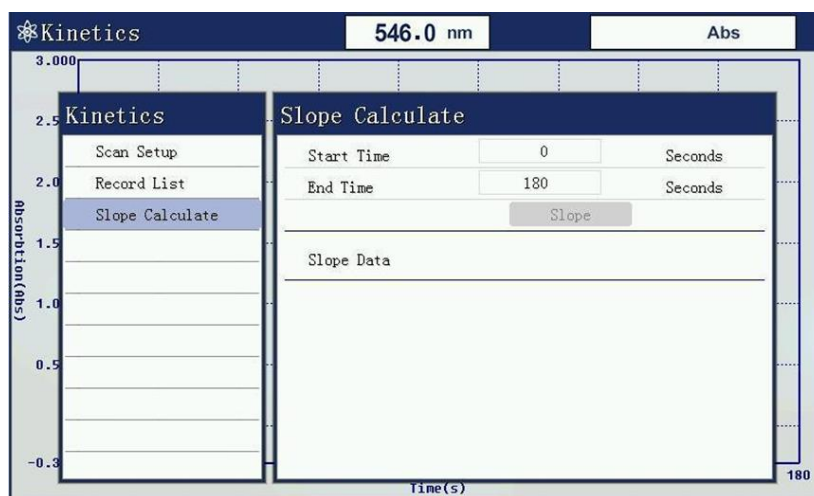 Kinetics
546.0 nm
Abs
3.000
2.5
2.0
1.5
1.0
0.5
-0.3
Absorbtion(Abs)
Kinetics
Scan Setup
Record List
Slope Calculate
Slope Calculate
Start Time 0 Seconds
End Time 180 Seconds
Slope
Slope Data
180
Time(s)